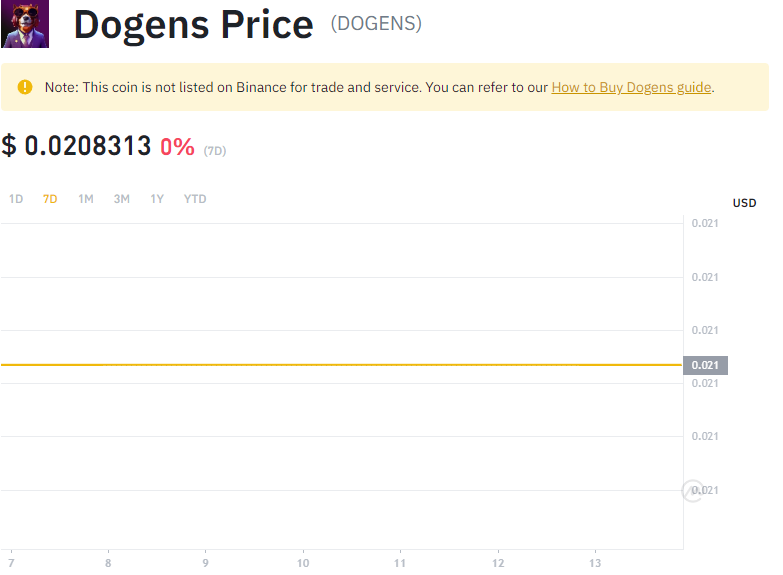 Dogens Price (DOGENS)
Note: This coin is not listed on Binance for trade and service. You can refer to our How to Buy Dogens guide.
$ 0.0208313 0% (7D)
1D 7D 1M 3M 1Y YTD
USD
0.021
0.021
0.021
0.021
0.021
0.021
0.021
7 8 9 10 11 12 13